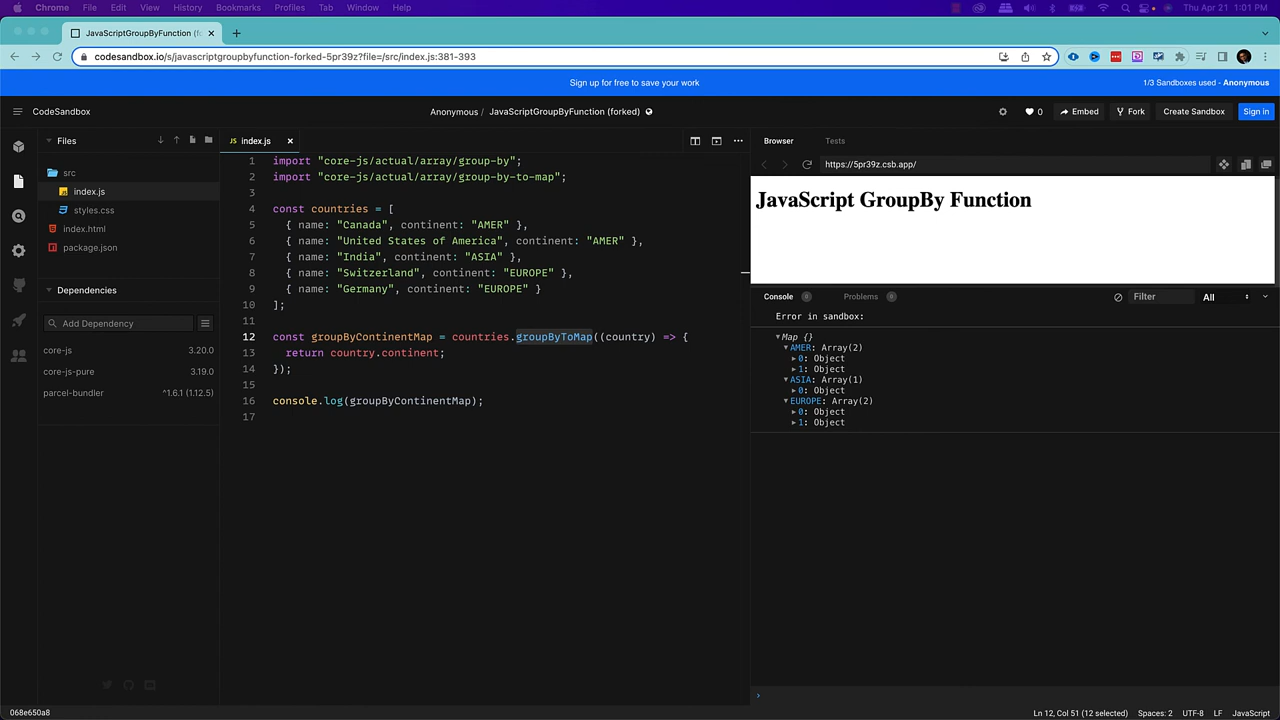 Chrome File Edit View History Bookmarks Profiles Tab Window Help Thu Apr 21 1:01 PM
JavaScriptGroupByFunction (f
codesandbox.io/s/javascriptgroupbyfunction-forked-5pr39z?file=/src/index.js:381-393
Sign up for free to save your work 1/3 Sandboxes used - Anonymous
CodeSandbox Anonymous / JavaScriptGroupByFunction (forked) 0 Embed Fork Create Sandbox Sign in
Files
src
index.js
styles.css
index.html
package.json
Dependencies
Add Dependency
core-js 3.20.0
core-js-pure 3.19.0
parcel-bundler ^1.6.1 (1.12.5)
index.js
1 import "core-js/actual/array/group-by";
2 import "core-js/actual/array/group-by-to-map";
3
4 const countries = [
5 { name: "Canada", continent: "AMER" },
6 { name: "United States of America", continent: "AMER" },
7 { name: "India", continent: "ASIA" },
8 { name: "Switzerland", continent: "EUROPE" },
9 { name: "Germany", continent: "EUROPE" }
10 ];
11
12 const groupByContinentMap = countries.groupByToMap((country) => {
13 return country.continent;
14 });
15
16 console.log(groupByContinentMap);
17
Browser Tests
https://5pr39z.csb.app/
JavaScript GroupBy Function
Console 0 Problems 0 Filter All
Error in sandbox:
Map {}
AMER: Array(2)
0: Object
1: Object
ASIA: Array(1)
0: Object
EUROPE: Array(2)
0: Object
1: Object
068e650a8 Ln 12, Col 51 (12 selected) Spaces: 2 UTF-8 LF JavaScript